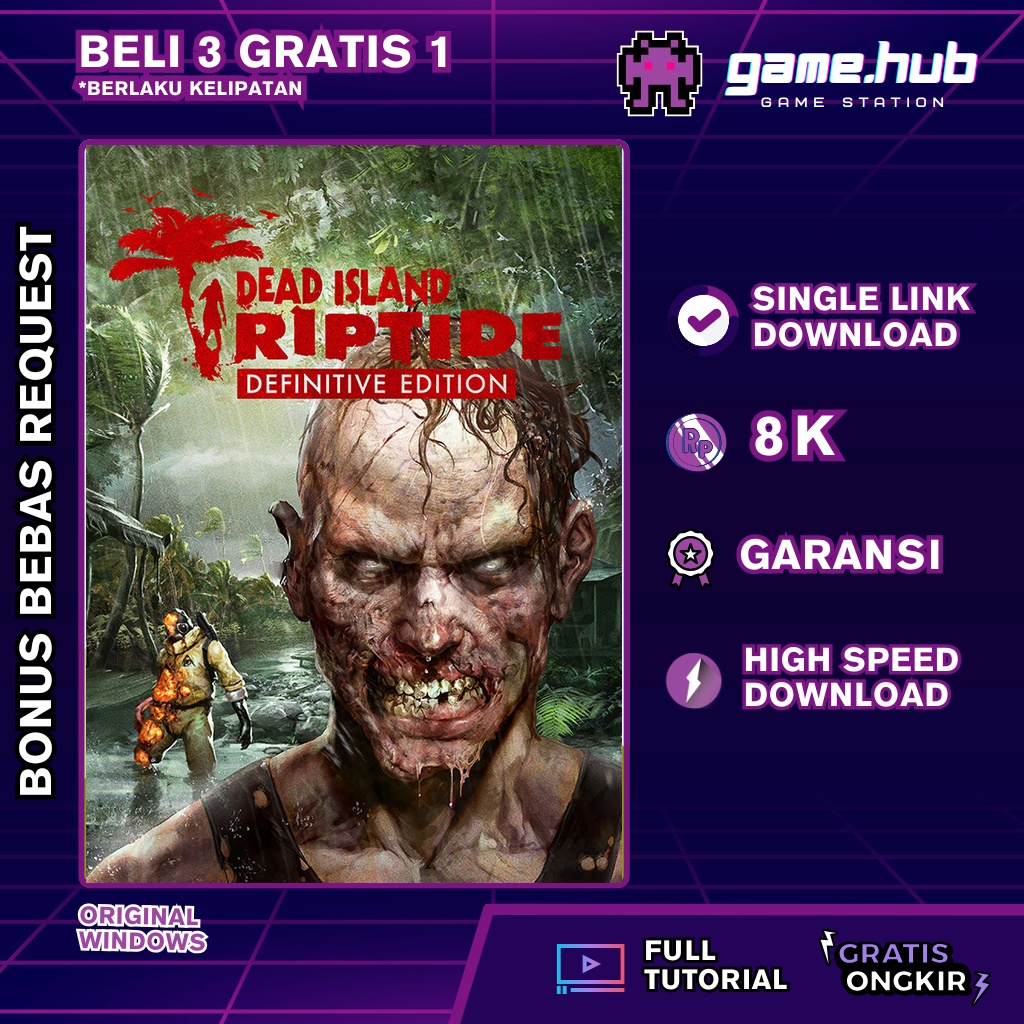 BELI 3 GRATIS 1
*BERLAKU KELIPATAN
game.hub
GAME STATION
BONUS BEBAS REQUEST
DEAD ISLAND
RIPTIDE
DEFINITIVE EDITION
SINGLE LINK
DOWNLOAD
Rp
8K
GARANSI
HIGH SPEED
DOWNLOAD
ORIGINAL
WINDOWS
FULL
TUTORIAL
GRATIS
ONGKIR